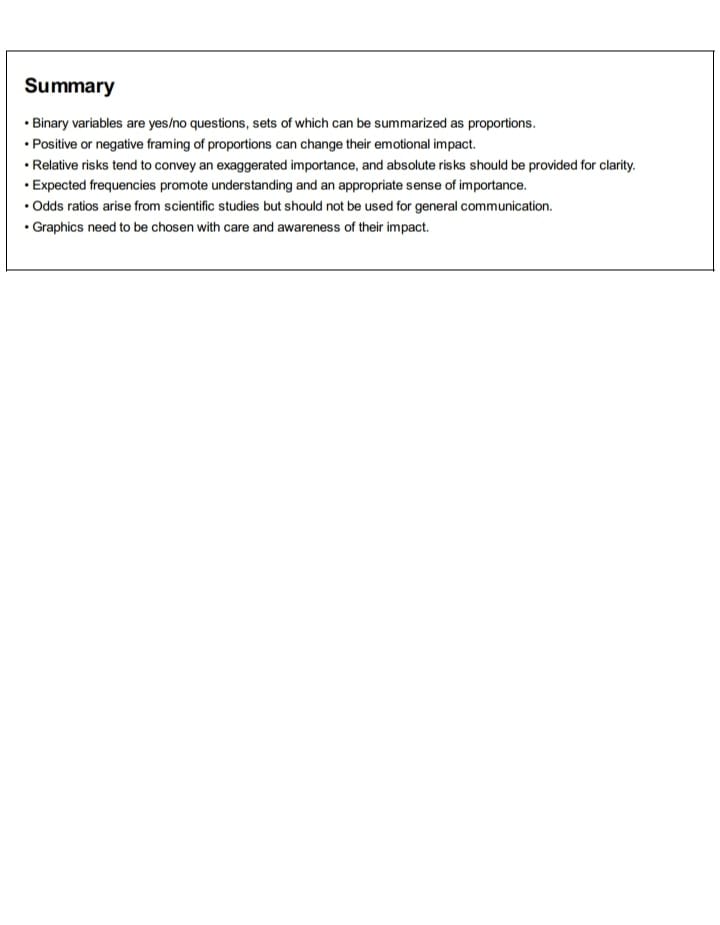 Summary
• Binary variables are yes/no questions, sets of which can be summarized as proportions.
• Positive or negative framing of proportions can change their emotional impact.
• Relative risks tend to convey an exaggerated importance, and absolute risks should be provided for clarity.
• Expected frequencies promote understanding and an appropriate sense of importance.
• Odds ratios arise from scientific studies but should not be used for general communication.
• Graphics need to be chosen with care and awareness of their impact.